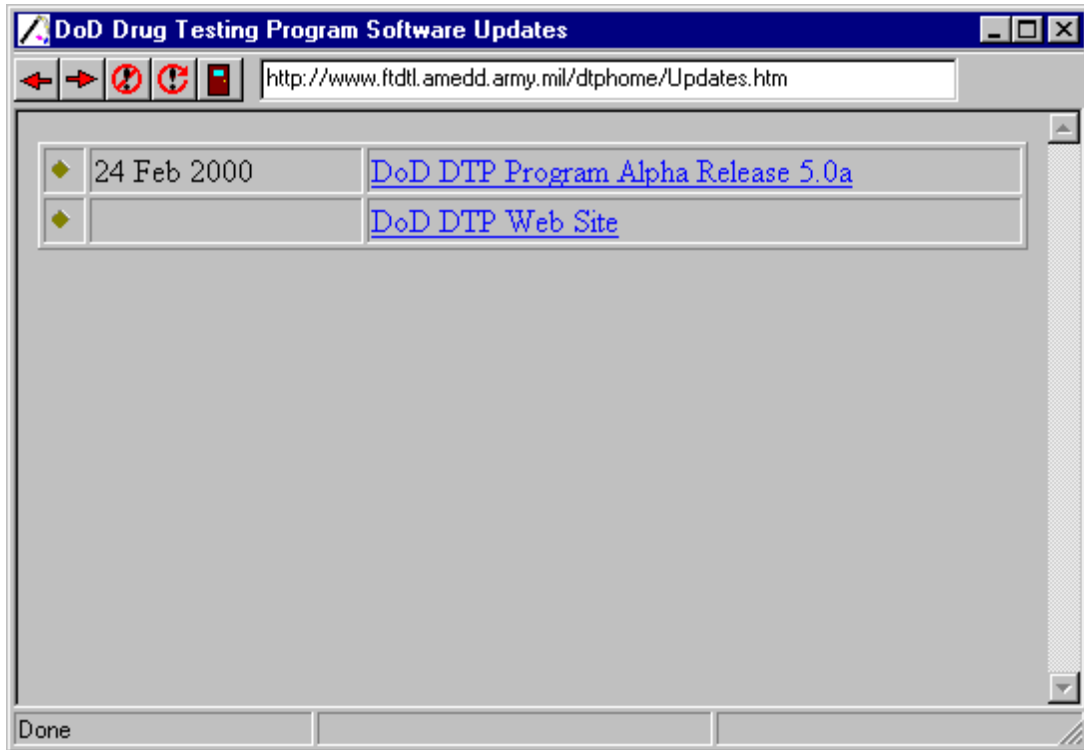 DoD Drug Testing Program Software Updates
http://www.ftdtl.amedd.army.mil/dtphome/Updates.htm
24 Feb 2000 DoD DTP Program Alpha Release 5.0a
DoD DTP Web Site
Done